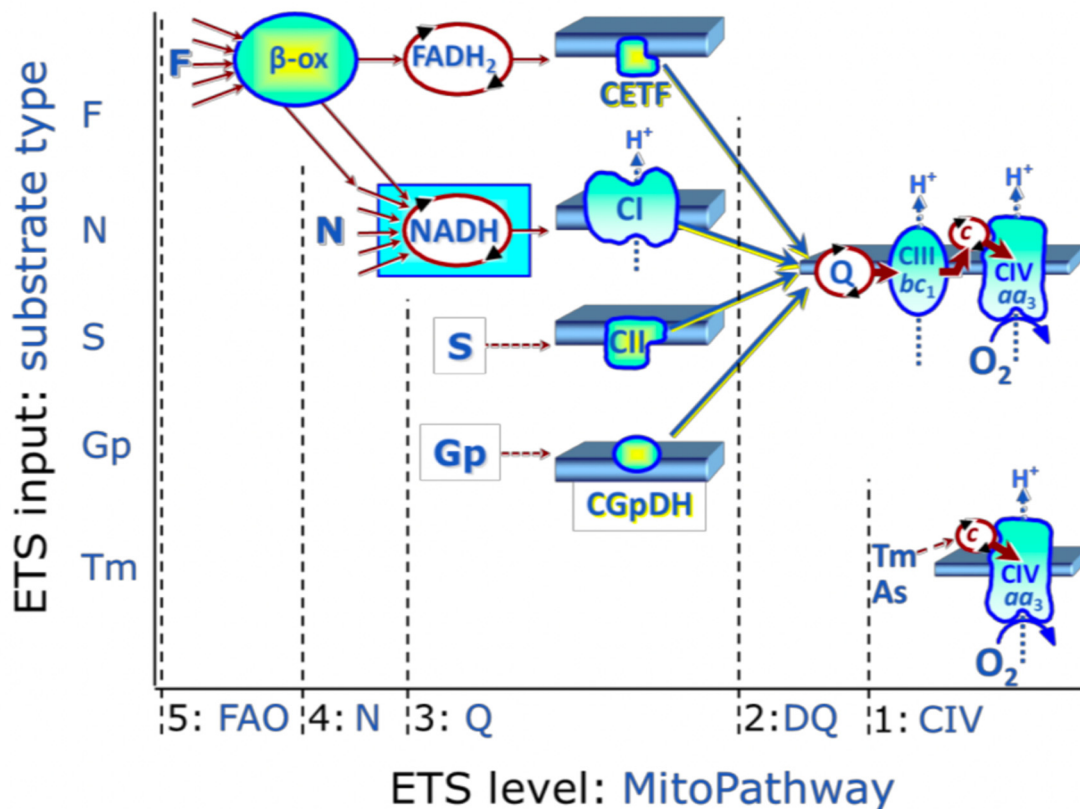 ETS input: substrate type
F
N
S
Gp
Tm
F
β-ox
FADH₂
CETF
N
NADH
H⁺
CI
S
CII
Gp
CGpDH
Q
H⁺
CIII
bc₁
c
H⁺
CIV
aa₃
O₂
Tm
As
c
H⁺
CIV
aa₃
O₂
5: FAO
4: N
3: Q
2:DQ
1: CIV
ETS level: MitoPathway